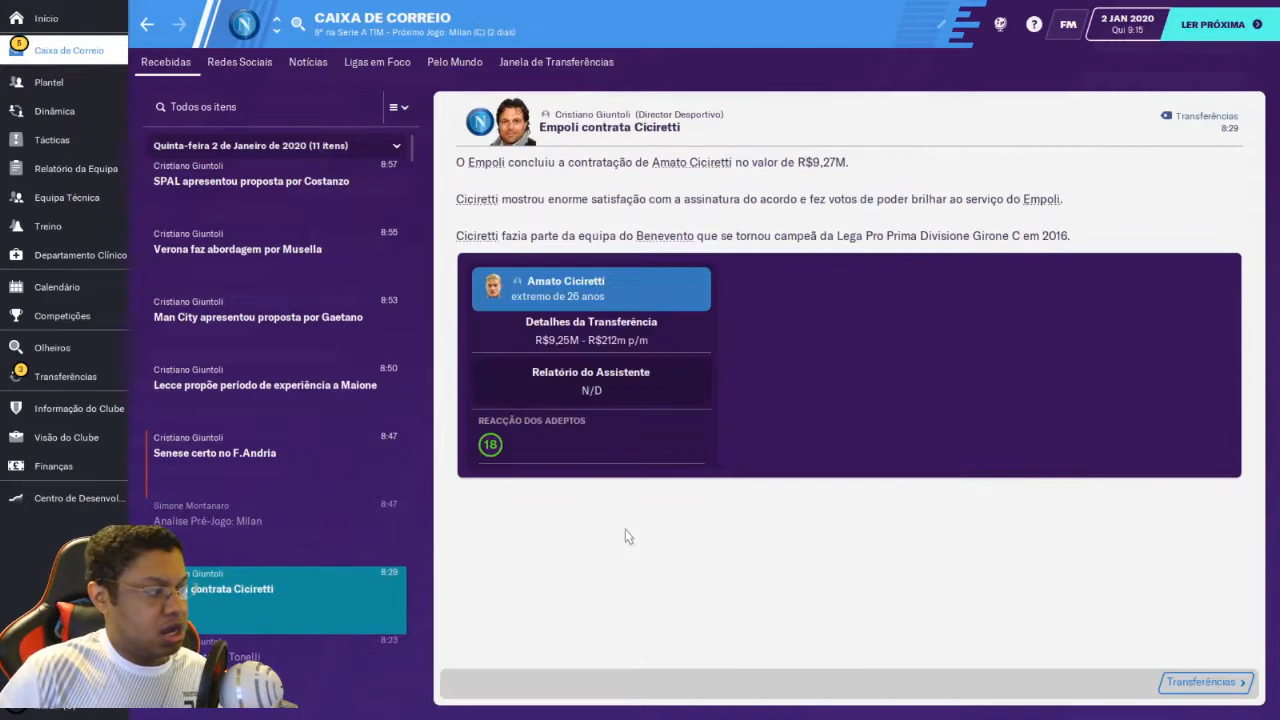 Início
CAIXA DE CORREIO
8º na Serie A TIM - Próximo Jogo: Milan (C) (2 dias)
FM
2 JAN 2020
Qui 9:15
LER PRÓXIMA
5
Caixa de Correio
Recebidas
Redes Sociais
Notícias
Ligas em Foco
Pelo Mundo
Janela de Transferências
Plantel
Dinâmica
Tácticas
Relatório da Equipa
Equipa Técnica
Treino
Departamento Clínico
Calendário
Competições
Olheiros
3
Transferências
Informação do Clube
Visão do Clube
Finanças
Centro de Desenvol...
Todos os itens
Quinta-feira 2 de Janeiro de 2020 (11 itens)
Cristiano Giuntoli 8:57
SPAL apresentou proposta por Costanzo
Cristiano Giuntoli 8:55
Verona faz abordagem por Musella
Cristiano Giuntoli 8:53
Man City apresentou proposta por Gaetano
Cristiano Giuntoli 8:50
Lecce propõe período de experiência a Maione
Cristiano Giuntoli 8:47
Senese certo no F.Andria
Simone Montanaro 8:47
Análise Pré-Jogo: Milan
Giuntoli 8:29
contrata Ciciretti
8:23
Tonelli
Cristiano Giuntoli (Director Desportivo)
Empoli contrata Ciciretti
Transferências
8:29
O Empoli concluiu a contratação de Amato Ciciretti no valor de R$9,27M.
Ciciretti mostrou enorme satisfação com a assinatura do acordo e fez votos de poder brilhar ao serviço do Empoli.
Ciciretti fazia parte da equipa do Benevento que se tornou campeã da Lega Pro Prima Divisione Girone C em 2016.
Amato Ciciretti
extremo de 26 anos
Detalhes da Transferência
R$9,25M - R$212m p/m
Relatório do Assistente
N/D
REACÇÃO DOS ADEPTOS
18
Transferências